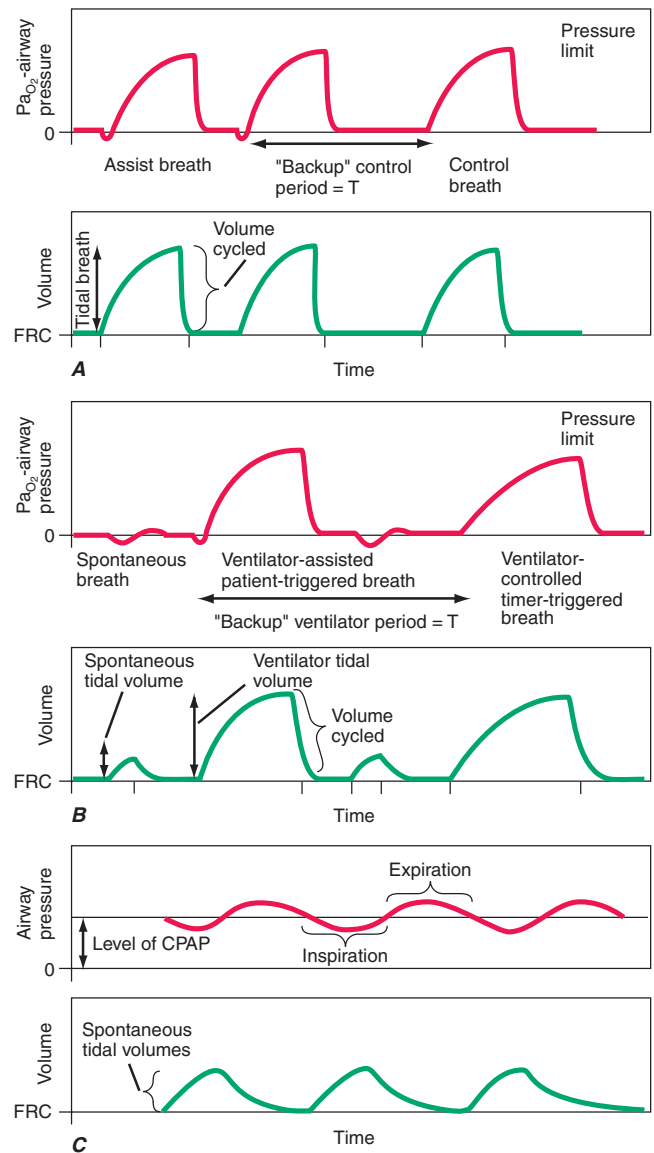 Pressure
limit
PaO2-airway
pressure
0
Assist breath
"Backup" control
period = T
Control
breath
Volume
Tidal breath
Volume
cycled
FRC
A
Time
Pressure
limit
PaO2-airway
pressure
0
Spontaneous
breath
Ventilator-assisted
patient-triggered breath
Ventilator-
controlled
timer-triggered
breath
"Backup" ventilator period = T
Spontaneous
tidal volume
Ventilator tidal
volume
Volume
Volume
cycled
FRC
B
Time
Airway
pressure
Expiration
Level of CPAP
Inspiration
0
Volume
Spontaneous
tidal volumes
FRC
C
Time